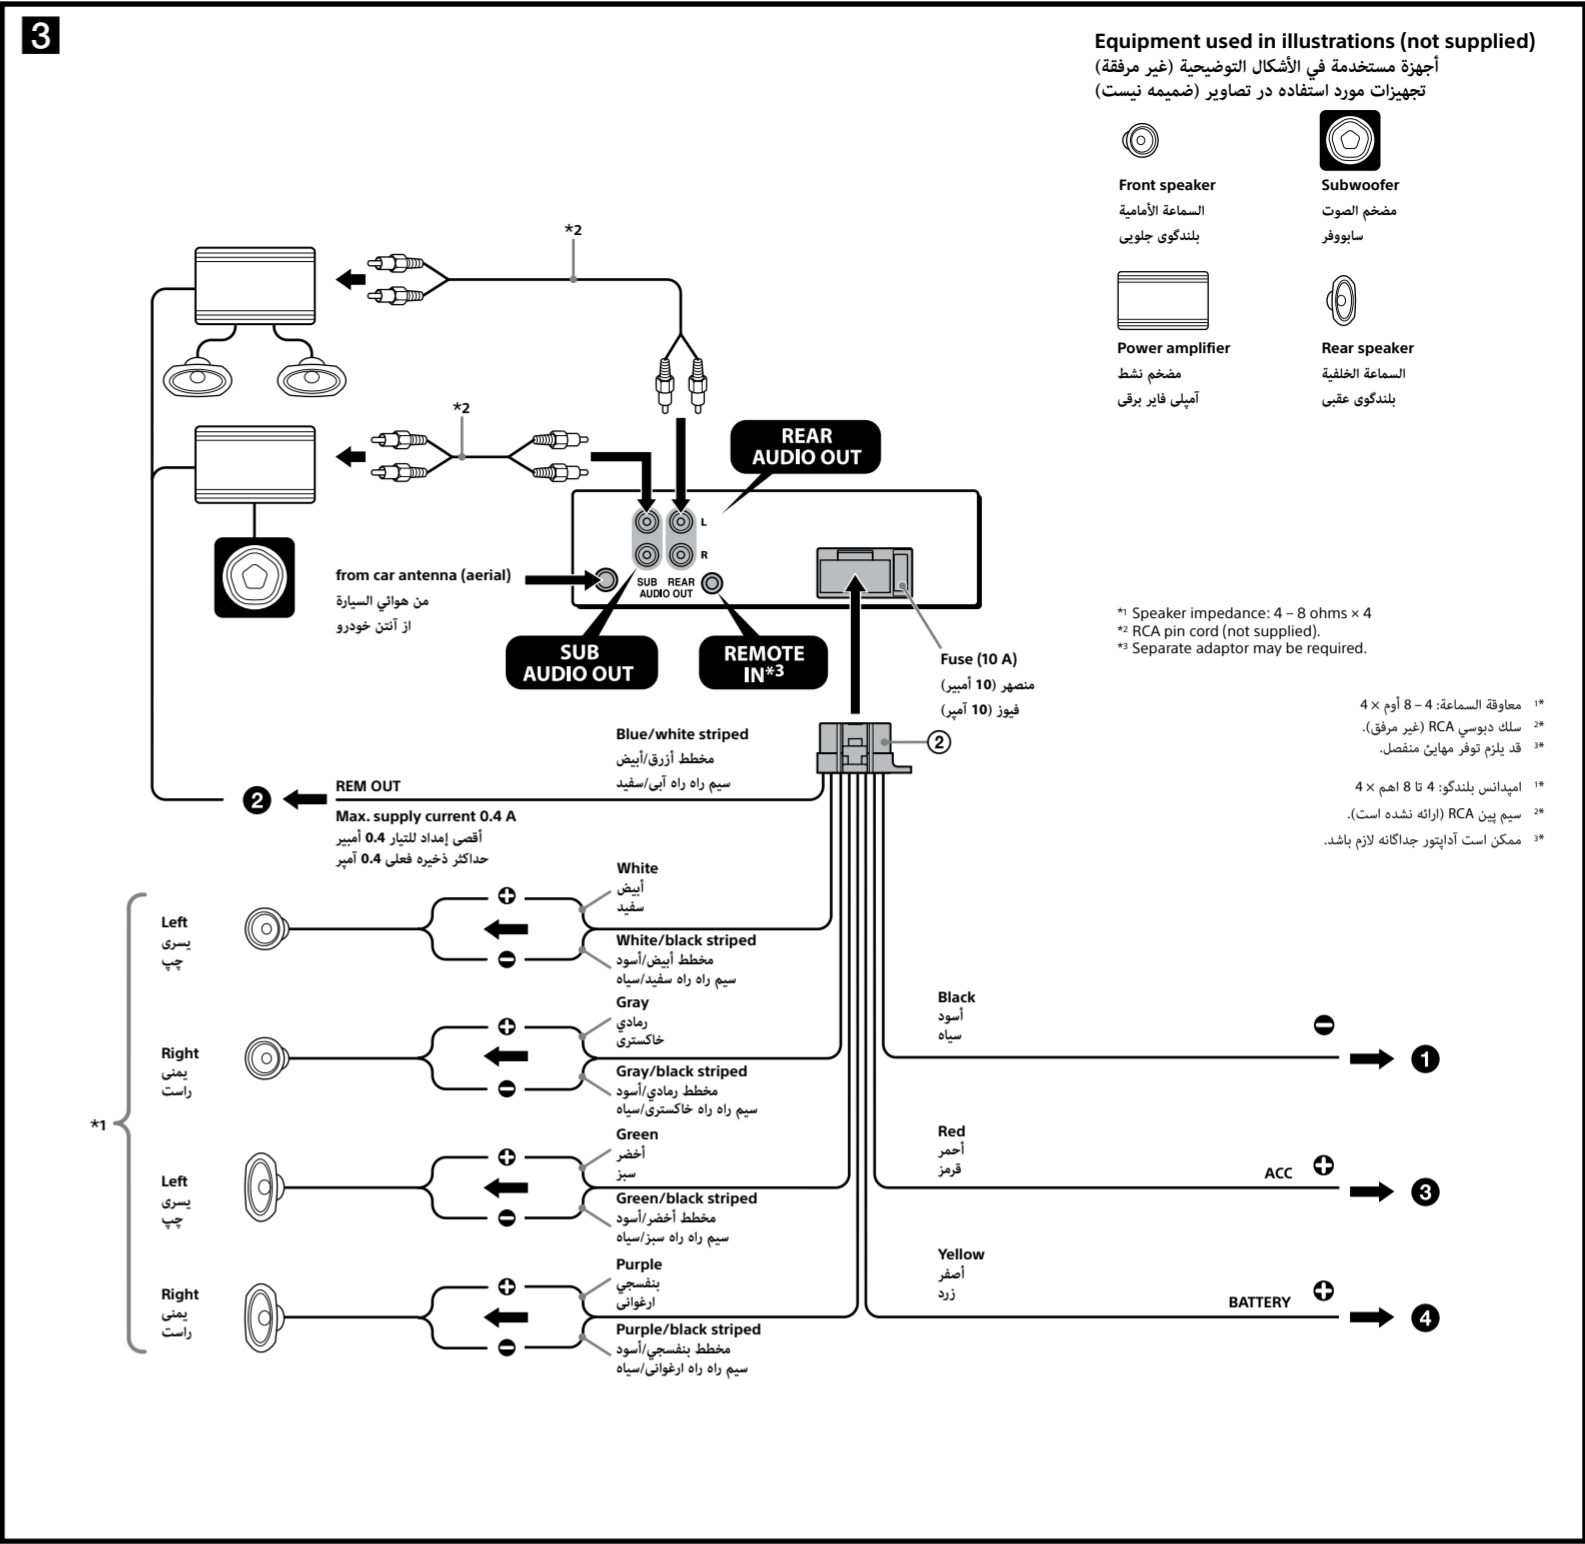 3
Equipment used in illustrations (not supplied)
أجهزة مستخدمة في الأشكال التوضيحية (غير مرفقة)
تجهیزات مورد استفاده در تصاویر (ضمیمه نیست)
Front speaker
السماعة الأمامية
بلندگوی جلویی
Subwoofer
مضخم الصوت
سابووفر
Power amplifier
مضخم نشط
آمپلی فایر برقی
Rear speaker
السماعة الخلفية
بلندگوی عقبی
*2
*2
REAR
AUDIO OUT
L
R
SUB REAR
AUDIO OUT
from car antenna (aerial)
من هوائي السيارة
از آنتن خودرو
SUB
AUDIO OUT
REMOTE
IN*3
Fuse (10 A)
منصهر (10 أمبير)
فیوز (10 آمپر)
*1 Speaker impedance: 4 – 8 ohms × 4
*2 RCA pin cord (not supplied).
*3 Separate adaptor may be required.
*1 معاوقة السماعة: 4 – 8 أوم × 4
*2 سلك دبوسي RCA (غير مرفق).
*3 قد يلزم توفر مهايئ منفصل.
*1 امپدانس بلندگو: 4 تا 8 اهم × 4
*2 سیم پین RCA (ارائه نشده است).
*3 ممکن است آداپتور جداگانه لازم باشد.
2
Blue/white striped
مخطط أزرق/أبيض
سیم راه راه آبی/سفید
2
REM OUT
Max. supply current 0.4 A
أقصى إمداد للتيار 0.4 أمبير
حداکثر ذخیره فعلی 0.4 آمپر
*1
Left
يسرى
چپ
White
أبيض
سفید
White/black striped
مخطط أبيض/أسود
سیم راه راه سفید/سیاه
Right
يمنى
راست
Gray
رمادي
خاکستری
Gray/black striped
مخطط رمادي/أسود
سیم راه راه خاکستری/سیاه
Left
يسرى
چپ
Green
أخضر
سبز
Green/black striped
مخطط أخضر/أسود
سیم راه راه سبز/سیاه
Right
يمنى
راست
Purple
بنفسجي
ارغوانی
Purple/black striped
مخطط بنفسجي/أسود
سیم راه راه ارغوانی/سیاه
Black
أسود
سیاه
1
Red
أحمر
قرمز
ACC
3
Yellow
أصفر
زرد
BATTERY
4